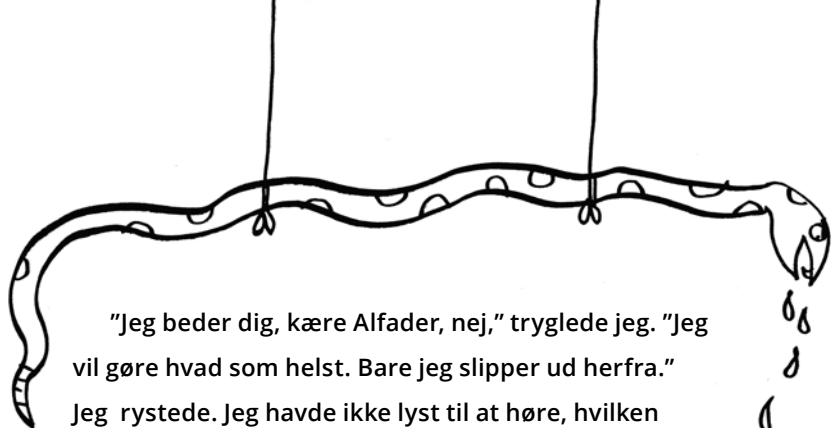 ”Jeg beder dig, kære Alfader, nej,” tryglede jeg. ”Jeg
vil gøre hvad som helst. Bare jeg slipper ud herfra.”
Jeg  rystede. Jeg havde ikke lyst til at høre, hvilken